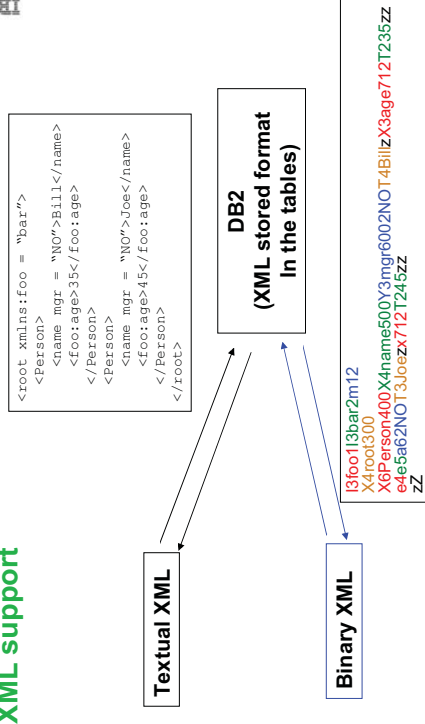 XML support
IB
<root xmlns:foo = "bar">
<Person>
<name mgr = "NO">Bill</name>
<foo:age>35</foo:age>
</Person>
<Person>
<name mgr = "NO">Joe</name>
<foo:age>45</foo:age>
</Person>
</root>
Textual XML
DB2
(XML stored format
In the tables)
Binary XML
I3foo1I3bar2m12
X4root300
X6Person400X4name500Y3mgr6002NOT4BillzX3age712T235zz
e4e5a62NOT3Joezzx712T245zz
zZ